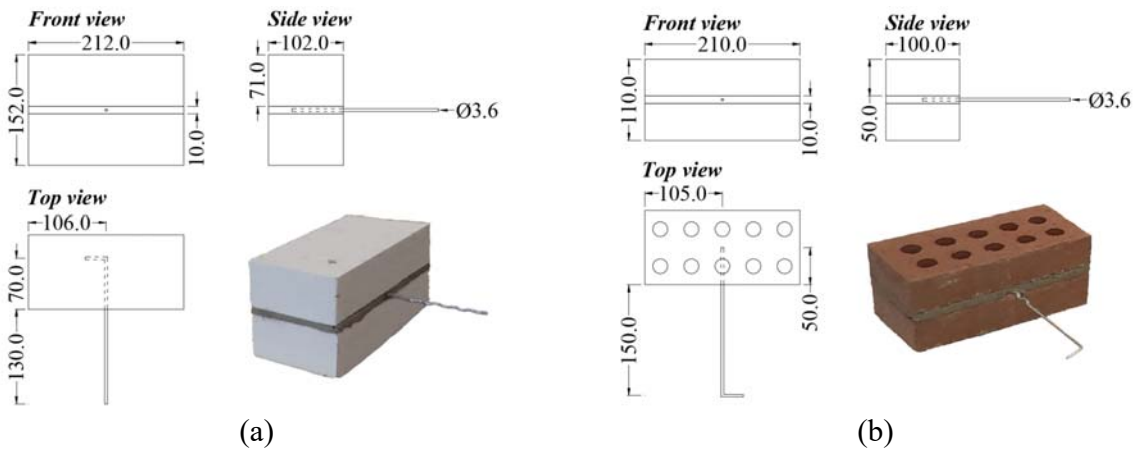 Front view
212.0
152.0
10.0
Side view
102.0
71.0
Ø3.6
Top view
106.0
70.0
130.0
(a)
Front view
210.0
110.0
10.0
Side view
100.0
50.0
Ø3.6
Top view
105.0
50.0
150.0
(b)